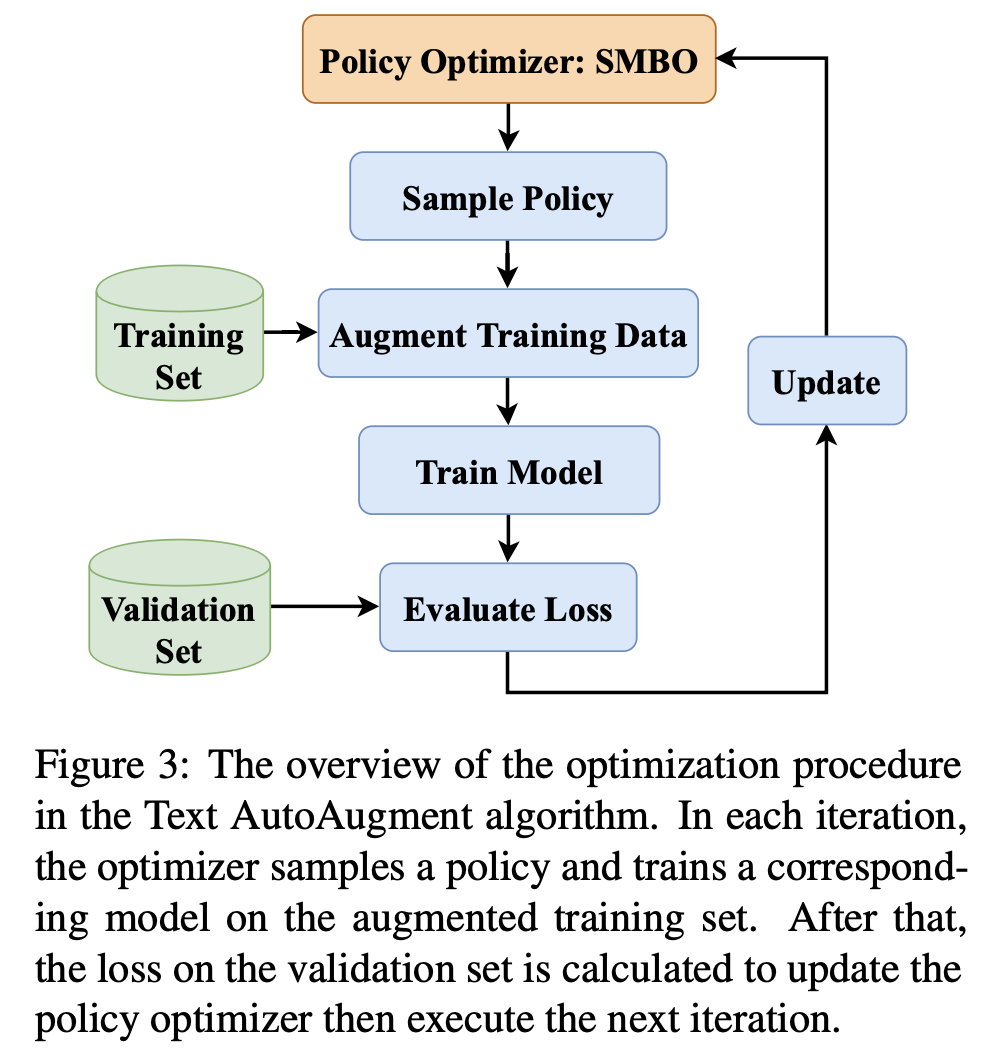 Policy Optimizer: SMBO
Sample Policy
Training
Set
Augment Training Data
Update
Train Model
Validation
Set
Evaluate Loss
Figure 3: The overview of the optimization procedure
in the Text AutoAugment algorithm. In each iteration,
the optimizer samples a policy and trains a correspond-
ing model on the augmented training set. After that,
the loss on the validation set is calculated to update the
policy optimizer then execute the next iteration.